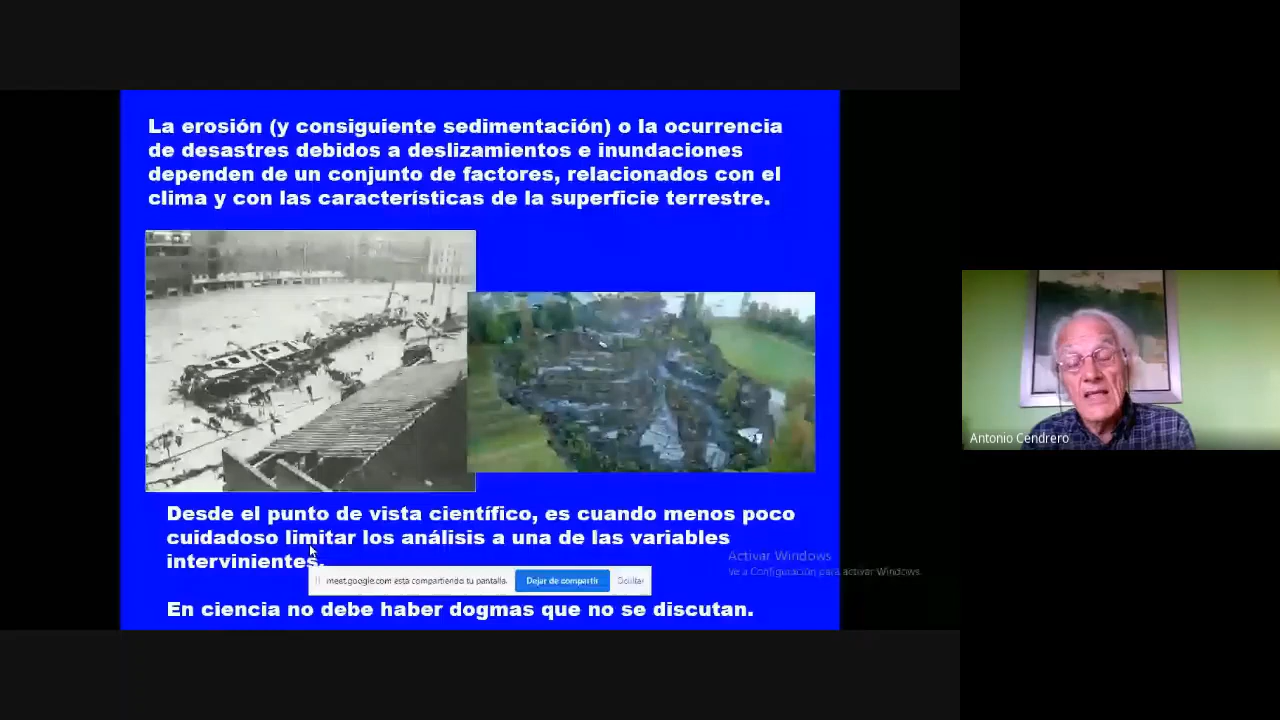 La erosión (y consiguiente sedimentación) o la ocurrencia
de desastres debidos a deslizamientos e inundaciones
dependen de un conjunto de factores, relacionados con el
clima y con las características de la superficie terrestre.
Desde el punto de vista científico, es cuando menos poco
cuidadoso limitar los análisis a una de las variables
intervinientes.
meet.google.com está compartiendo tu pantalla.
Dejar de compartir
Ocultar
En ciencia no debe haber dogmas que no se discutan.
Activar Windows
Ve a Configuración para activar Windows.
Antonio Cendrero